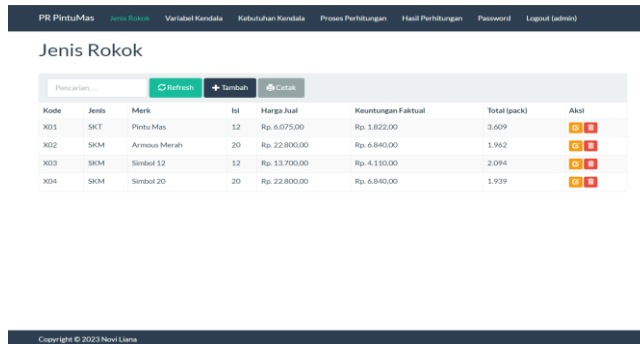 PR PintuMas Jenis Rokok Variabel Kendala Kebutuhan Kendala Proses Perhitungan Hasil Perhitungan Password Logout (admin)
Jenis Rokok
Pencarian ... Refresh Tambah Cetak
Kode Jenis Merk Isi Harga Jual Keuntungan Faktual Total (pack) Aksi
X01 SKT Pintu Mas 12 Rp. 6.075,00 Rp. 1.822,00 3.609
X02 SKM Armous Merah 20 Rp. 22.800,00 Rp. 6.840,00 1.962
X03 SKM Simbol 12 12 Rp. 13.700,00 Rp. 4.110,00 2.094
X04 SKM Simbol 20 20 Rp. 22.800,00 Rp. 6.840,00 1.939
Copyright © 2023 Novi Liana